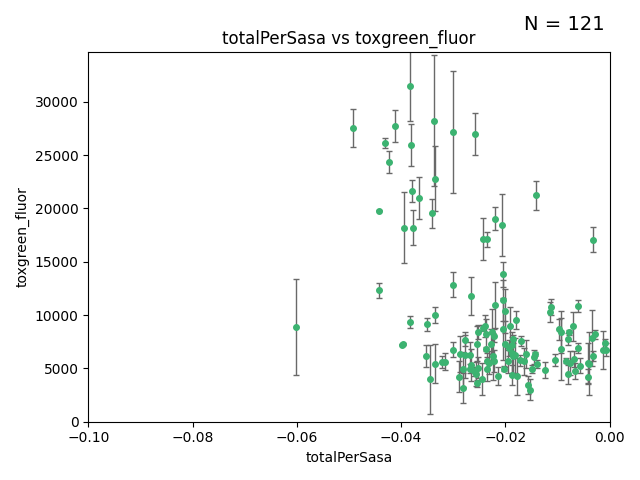 N = 121
totalPerSasa vs toxgreen_fluor
toxgreen_fluor
30000
25000
20000
15000
10000
5000
0
−0.10 −0.08 −0.06 −0.04 −0.02 0.00
totalPerSasa